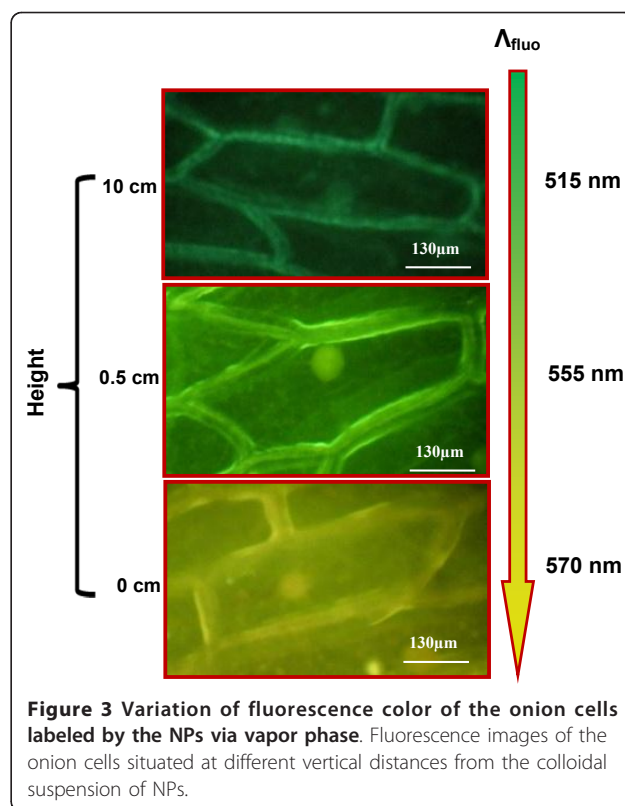 Λfluo
10 cm
515 nm
130µm
Height
0.5 cm
555 nm
130µm
0 cm
570 nm
130µm
Figure 3 Variation of fluorescence color of the onion cells
labeled by the NPs via vapor phase. Fluorescence images of the
onion cells situated at different vertical distances from the colloidal
suspension of NPs.